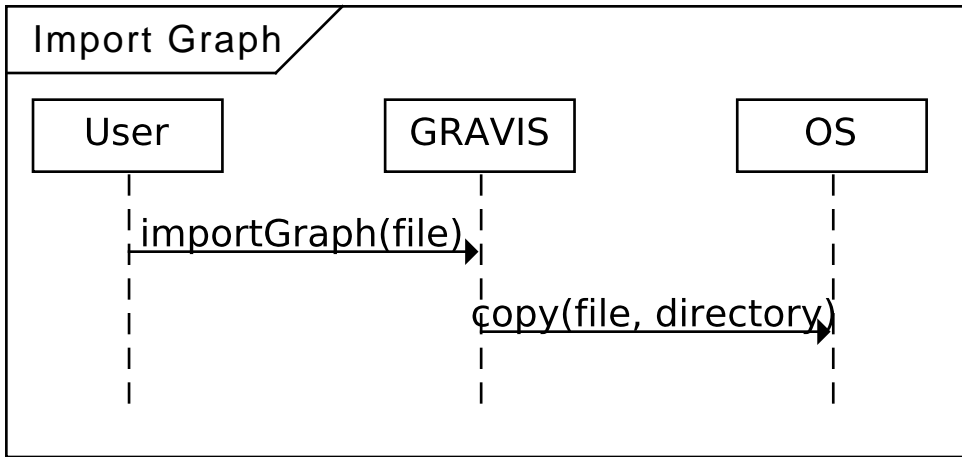 Import Graph
User GRAVIS OS
importGraph(file)
copy(file, directory)